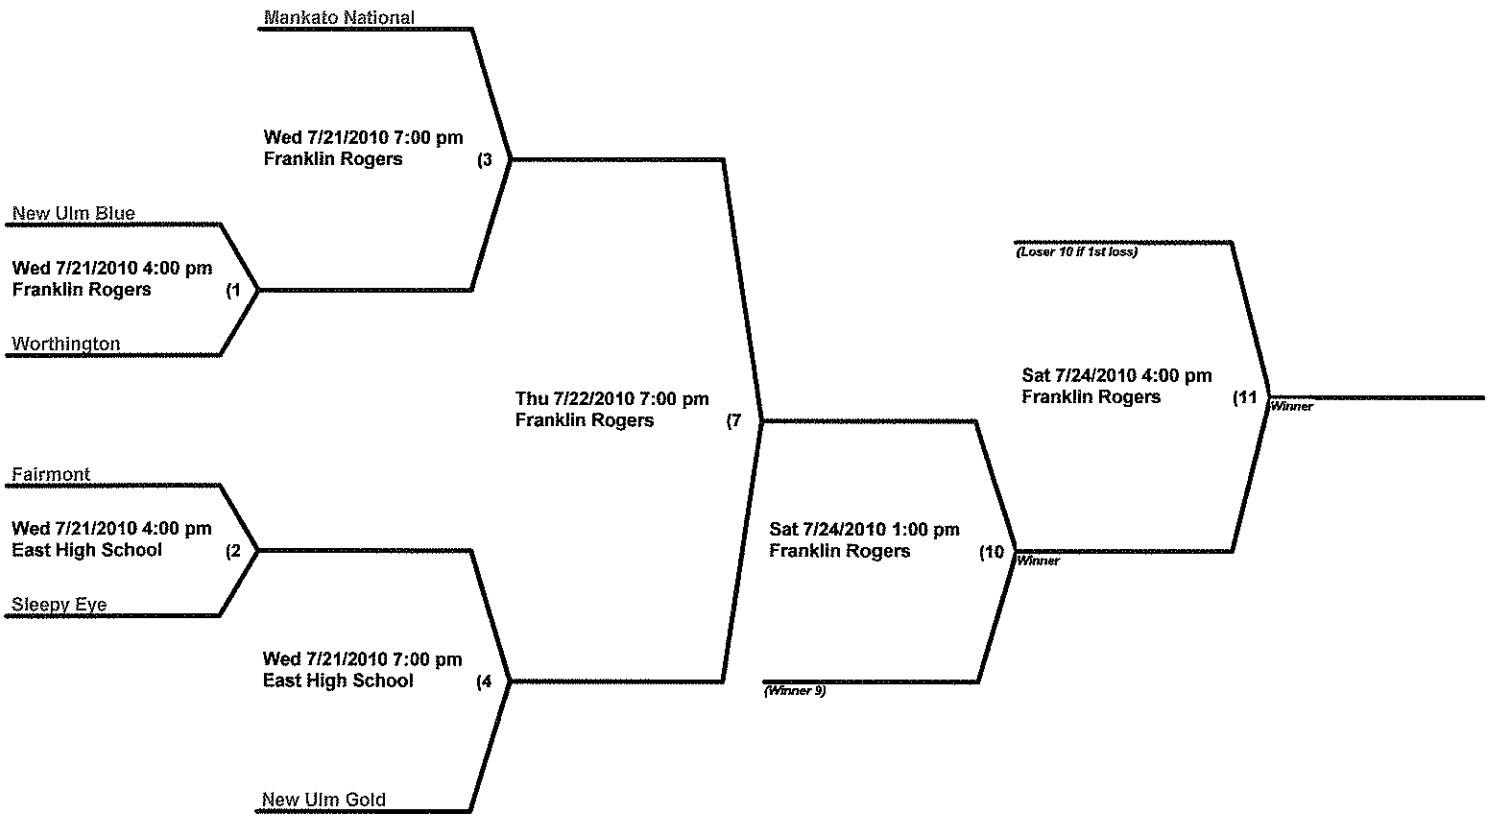 Mankato National
Wed 7/21/2010 7:00 pm
Franklin Rogers (3
New Ulm Blue
Wed 7/21/2010 4:00 pm
Franklin Rogers (1
Worthington
(Loser 10 if 1st loss)
Sat 7/24/2010 4:00 pm
Franklin Rogers (11
Winner
Thu 7/22/2010 7:00 pm
Franklin Rogers (7
Fairmont
Wed 7/21/2010 4:00 pm
East High School (2
Sleepy Eye
Sat 7/24/2010 1:00 pm
Franklin Rogers (10
Winner
Wed 7/21/2010 7:00 pm
East High School (4
(Winner 9)
New Ulm Gold